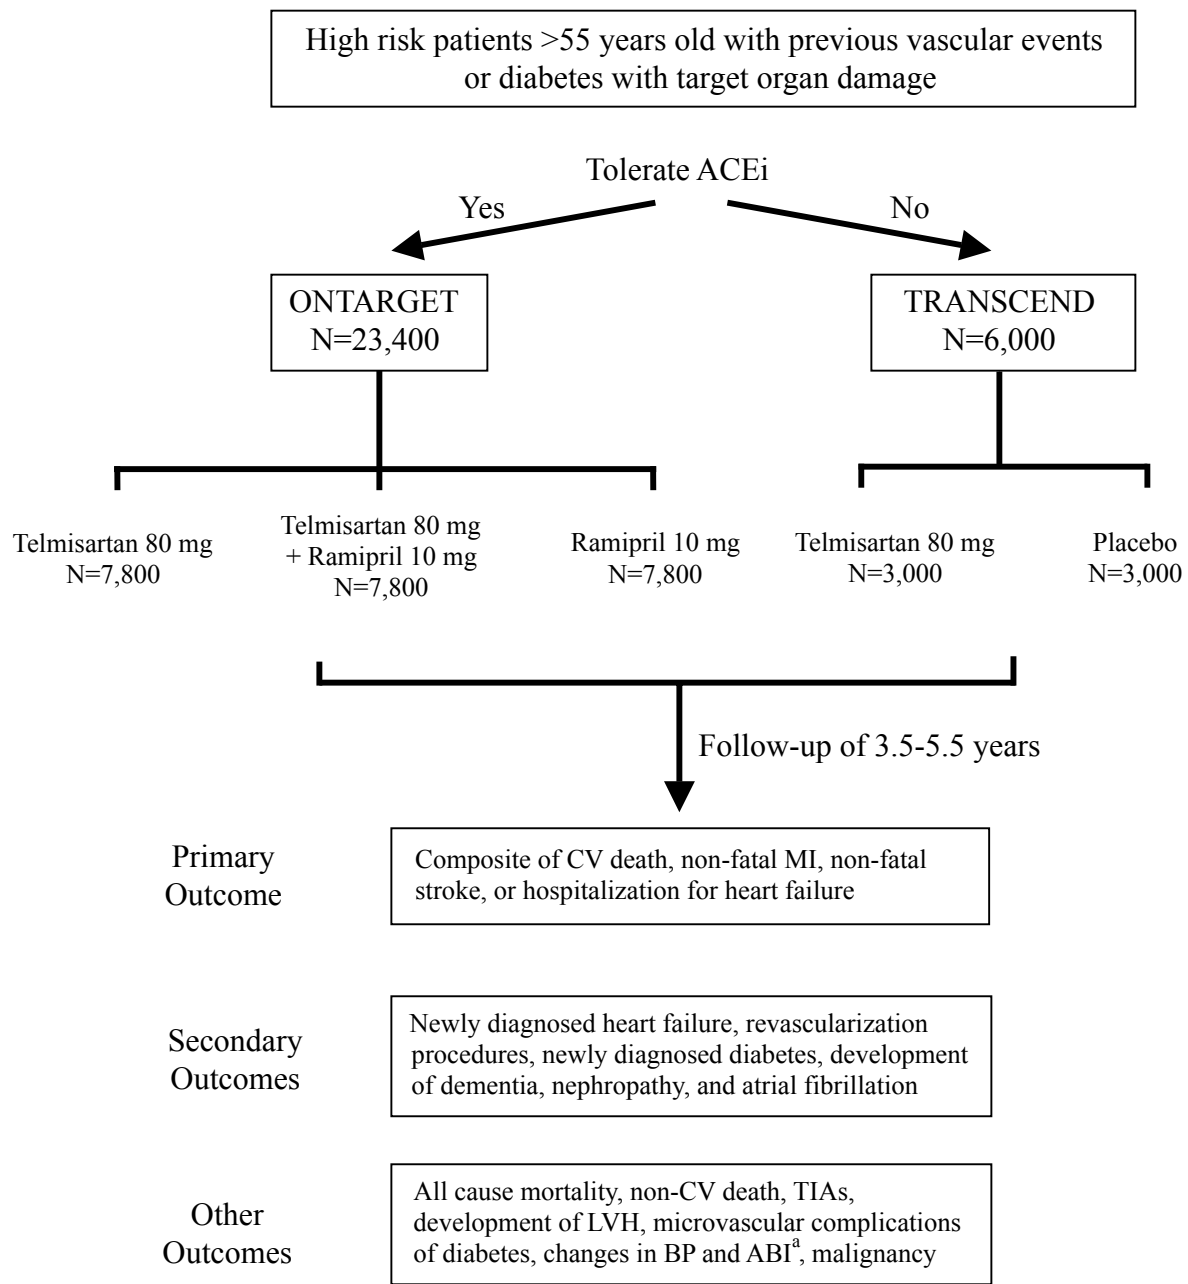 High risk patients >55 years old with previous vascular events
or diabetes with target organ damage
Tolerate ACEi
Yes
No
ONTARGET
N=23,400
TRANSCEND
N=6,000
Telmisartan 80 mg
N=7,800
Telmisartan 80 mg
+ Ramipril 10 mg
N=7,800
Ramipril 10 mg
N=7,800
Telmisartan 80 mg
N=3,000
Placebo
N=3,000
Follow-up of 3.5-5.5 years
Primary
Outcome
Composite of CV death, non-fatal MI, non-fatal
stroke, or hospitalization for heart failure
Secondary
Outcomes
Newly diagnosed heart failure, revascularization
procedures, newly diagnosed diabetes, development
of dementia, nephropathy, and atrial fibrillation
Other
Outcomes
All cause mortality, non-CV death, TIAs,
development of LVH, microvascular complications
of diabetes, changes in BP and ABIᵃ, malignancy